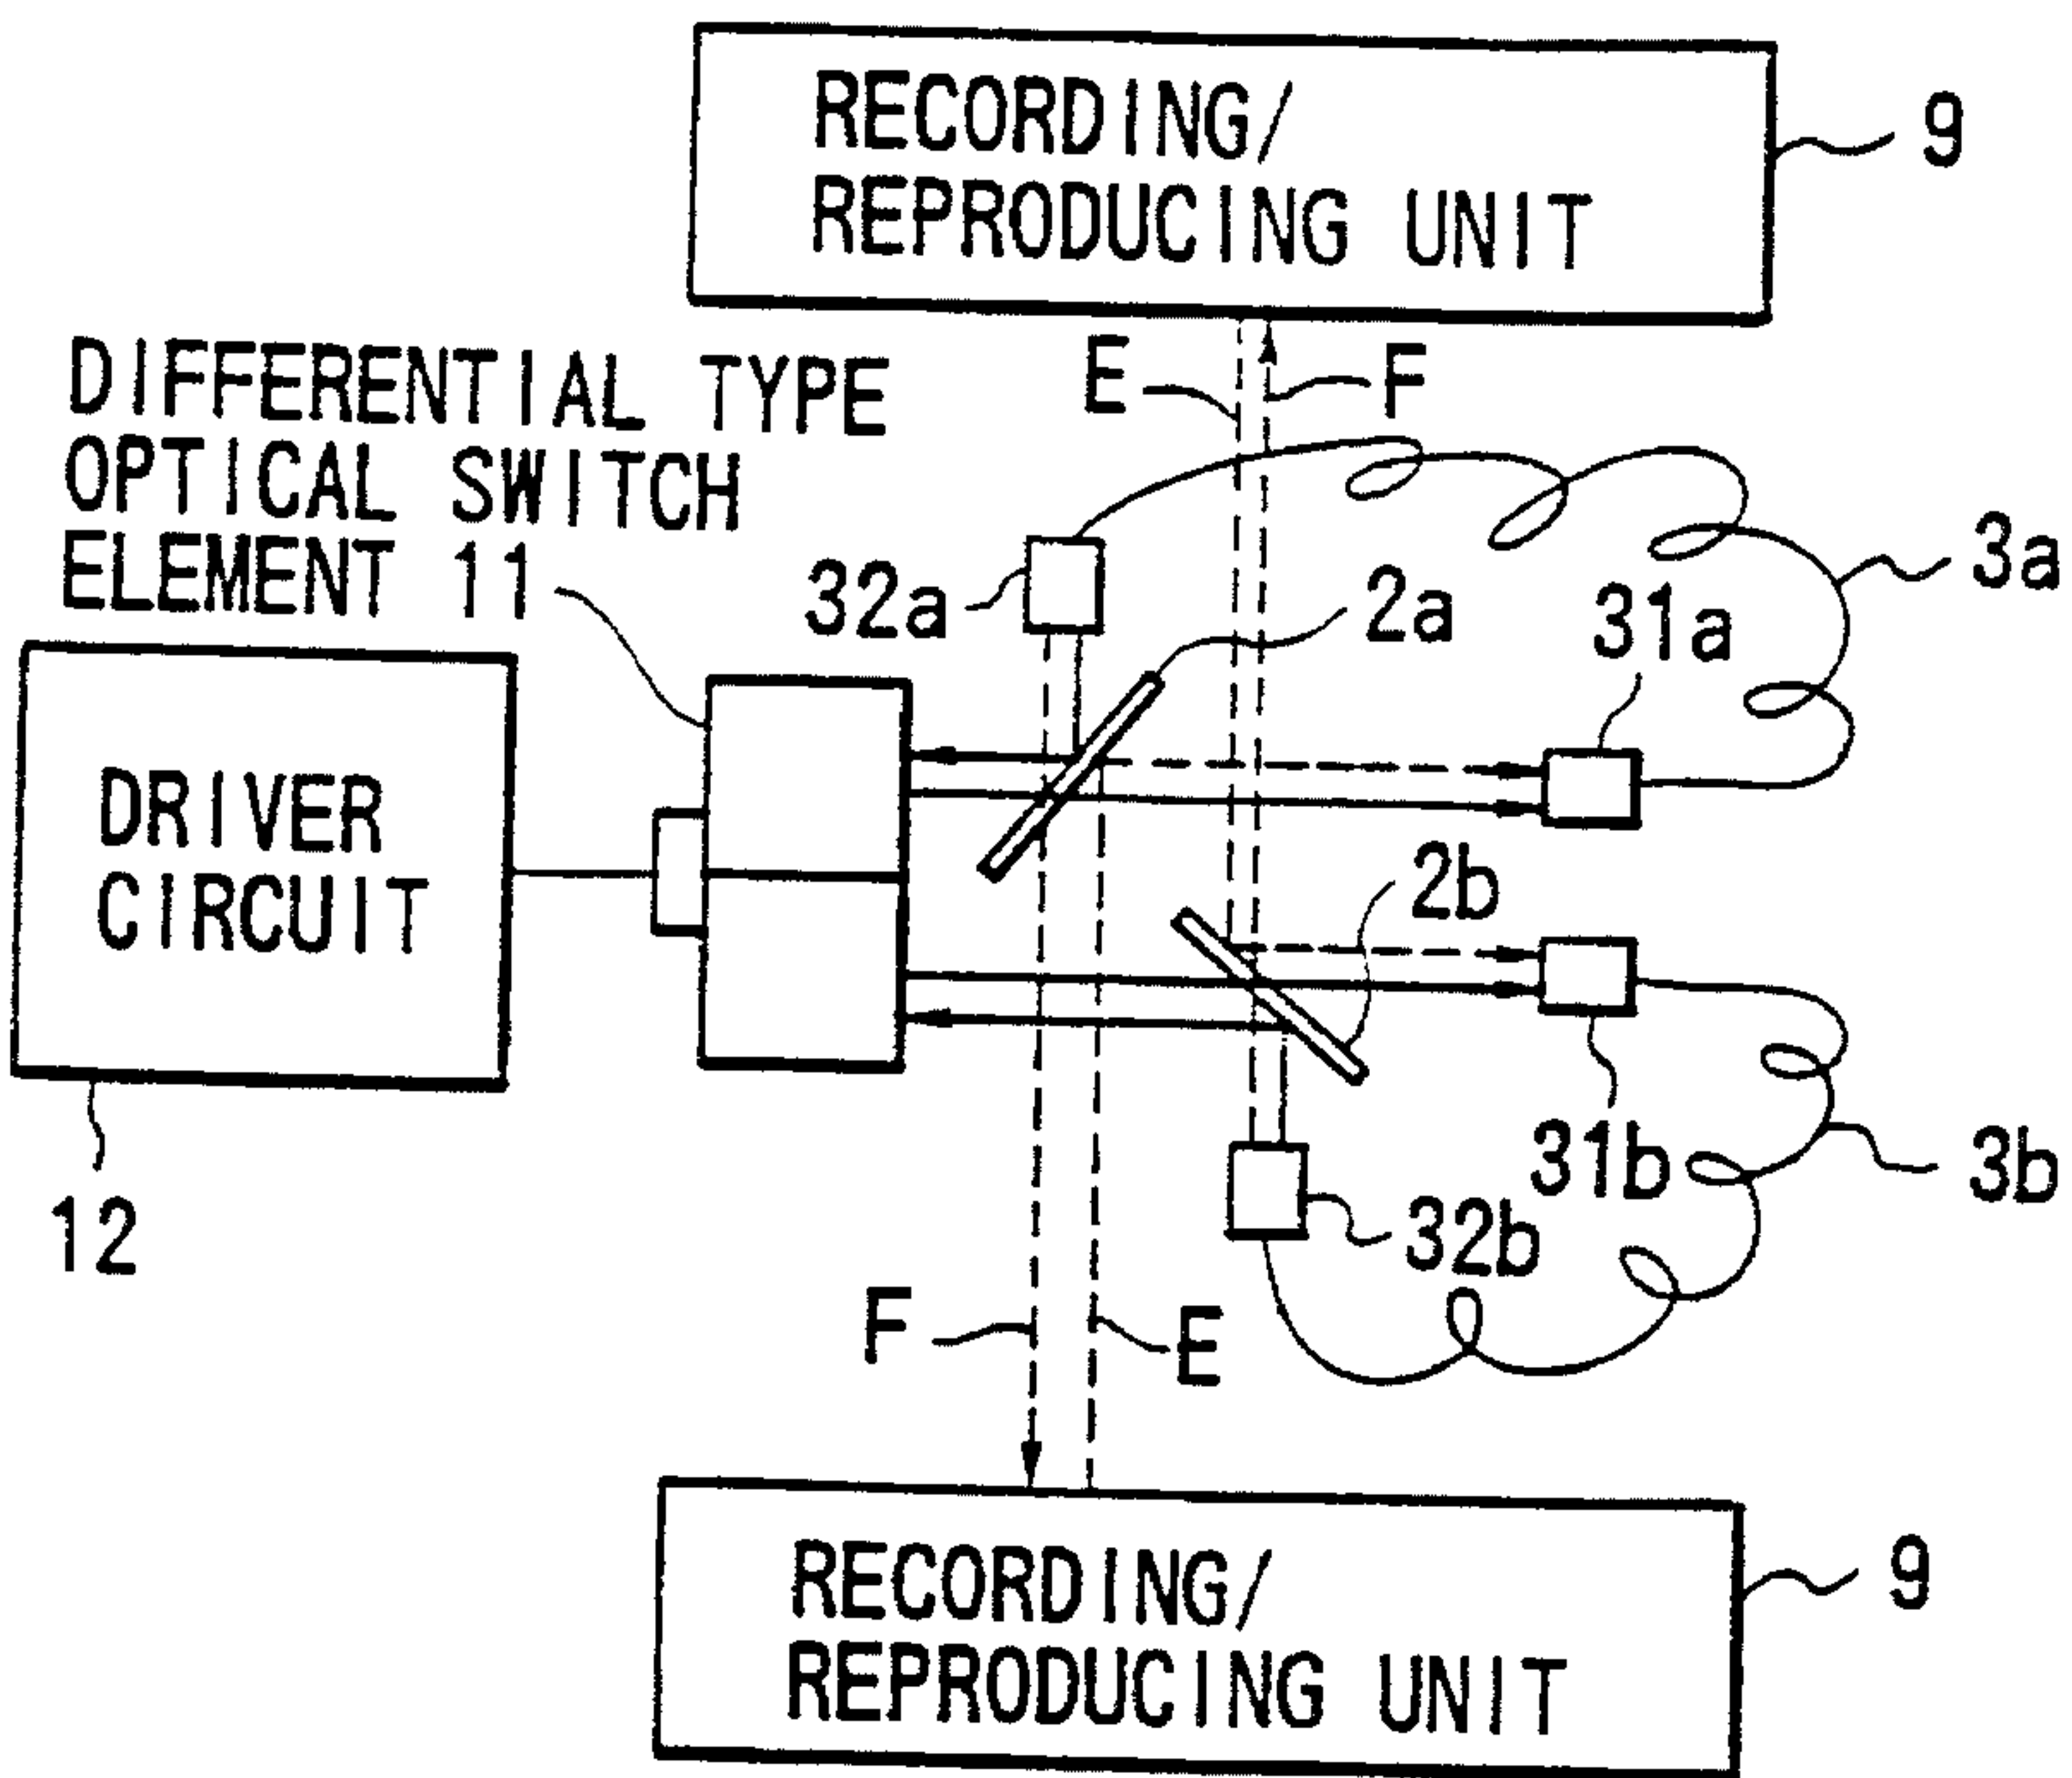 RECORDING/
REPRODUCING UNIT
9
DIFFERENTIAL TYPE
OPTICAL SWITCH
ELEMENT 11
E
F
32a
2a
31a
3a
DRIVER
CIRCUIT
12
2b
31b
3b
32b
F
E
RECORDING/
REPRODUCING UNIT
9